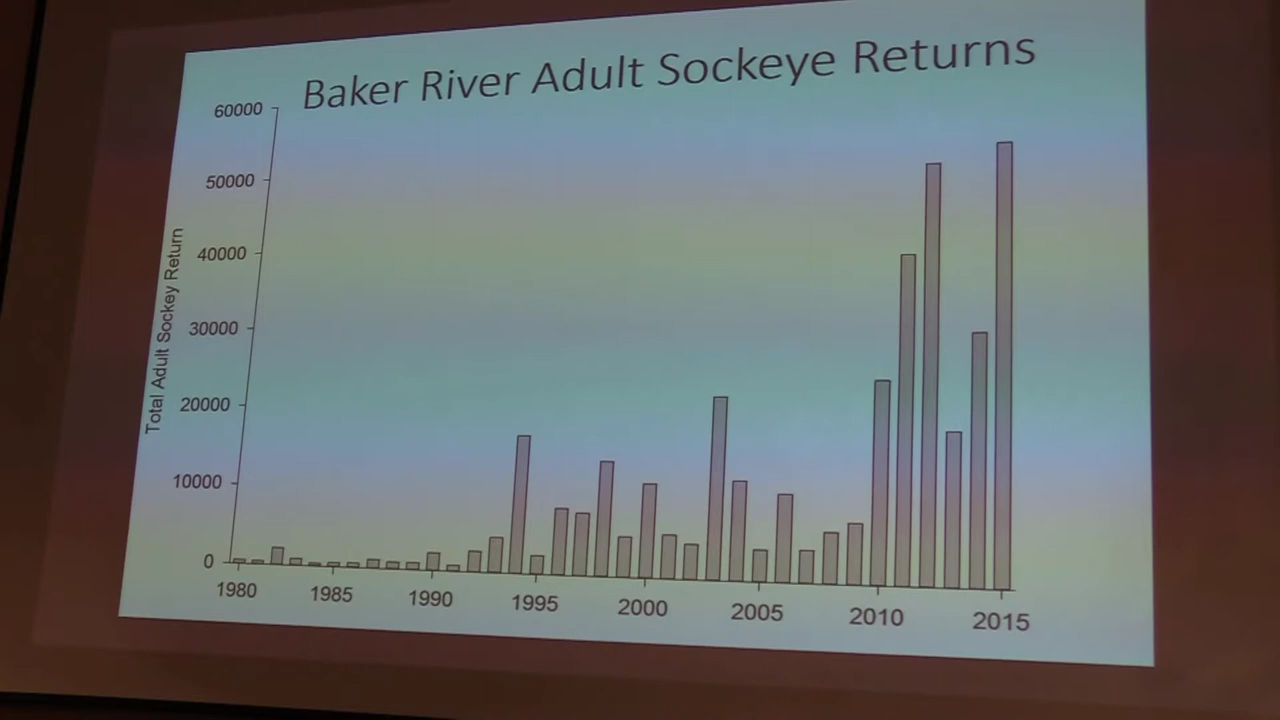 Baker River Adult Sockeye Returns
60000
50000
40000
30000
20000
10000
0
Total Adult Sockey Return
1980 1985 1990 1995 2000 2005 2010 2015